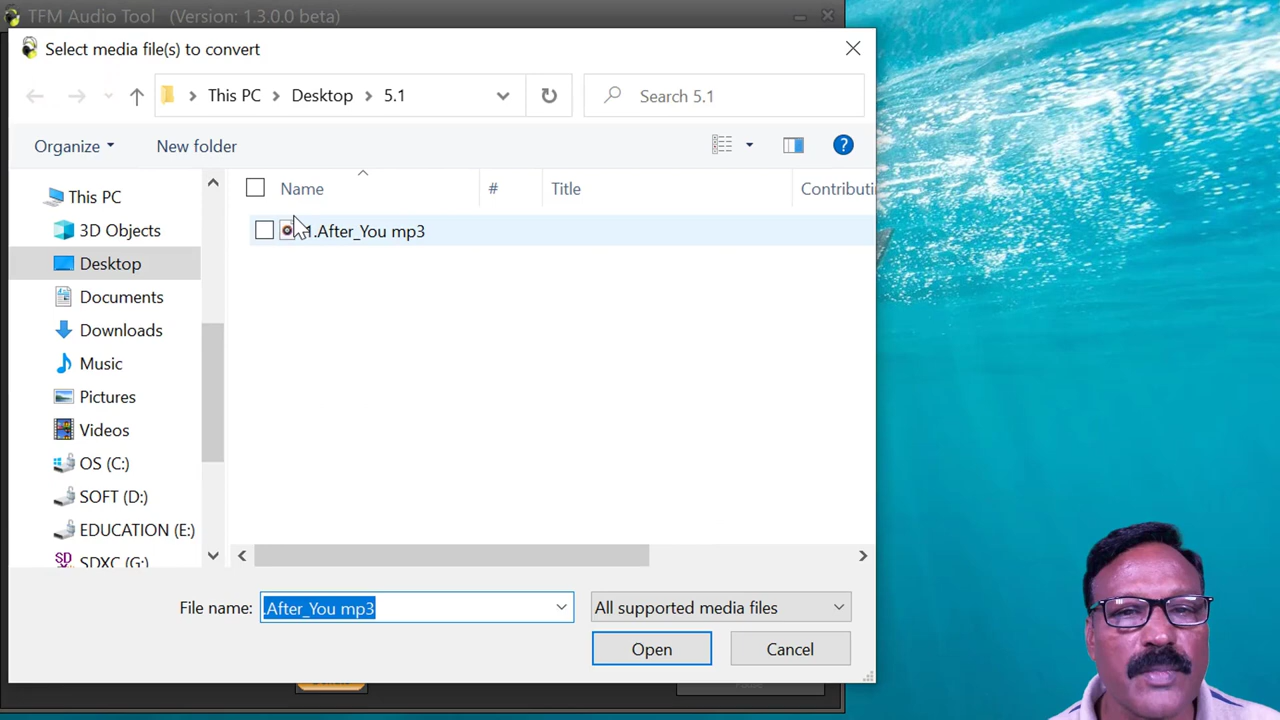 TFM Audio Tool (Version: 1.3.0.0 beta)
Select media file(s) to convert
This PC > Desktop > 5.1
Search 5.1
Organize
New folder
Name
#
Title
Contributi
1.After_You mp3
This PC
3D Objects
Desktop
Documents
Downloads
Music
Pictures
Videos
OS (C:)
SOFT (D:)
EDUCATION (E:)
SDXC (G:)
File name:
.After_You mp3
All supported media files
Open
Cancel